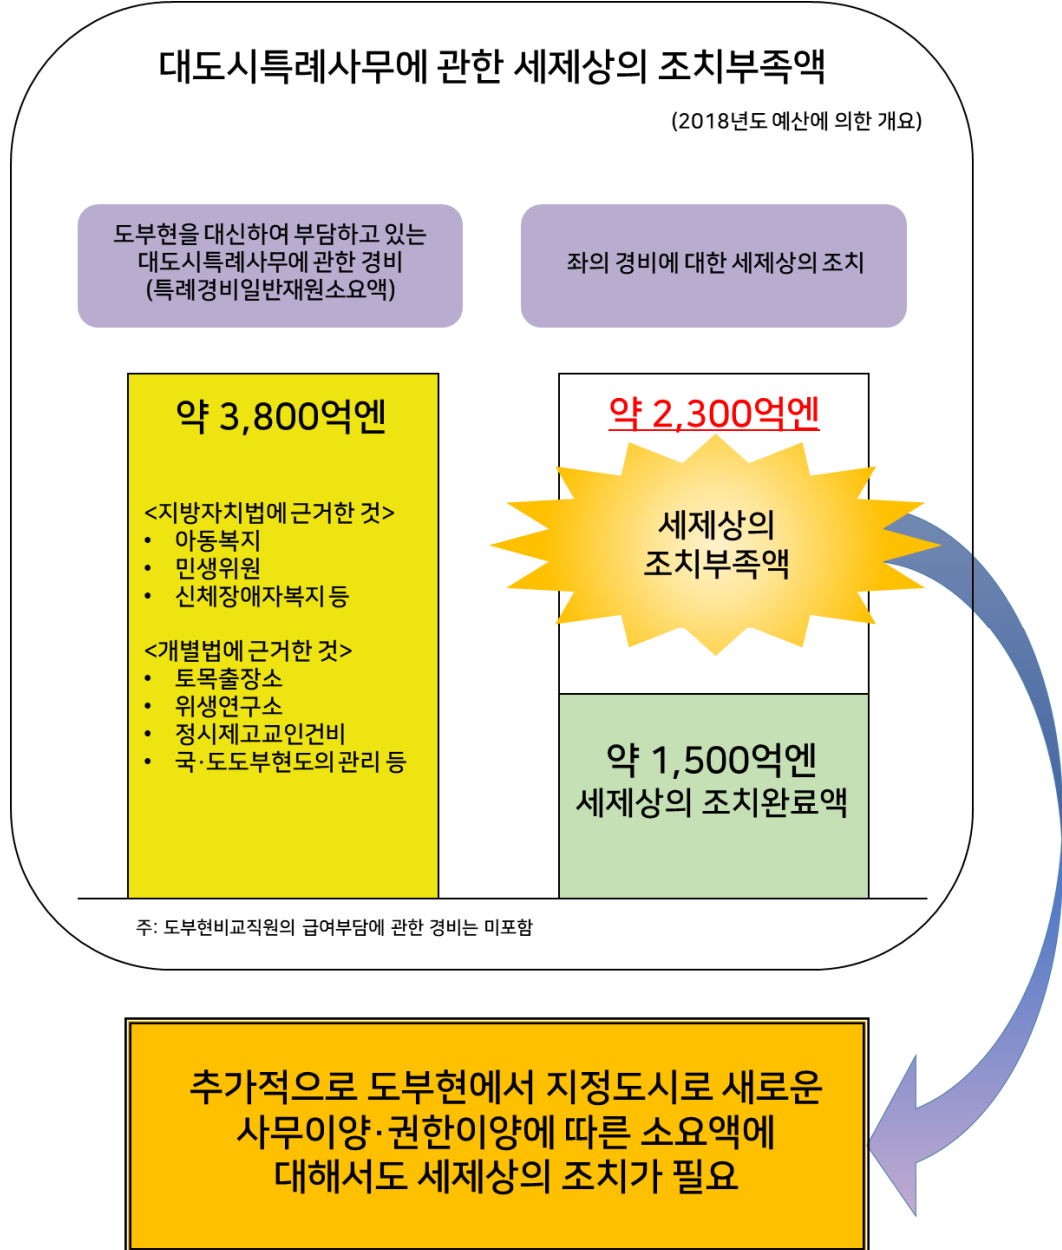 대도시특례사무에 관한 세제상의 조치부족액
(2018년도 예산에 의한 개요)
도부현을 대신하여 부담하고 있는
대도시특례사무에 관한 경비
(특례경비일반재원소요액)
좌의 경비에 대한 세제상의 조치
약 3,800억엔
<지방자치법에 근거한 것>
• 아동복지
• 민생위원
• 신체장애자복지 등
<개별법에 근거한 것>
• 토목출장소
• 위생연구소
• 정시제고교인건비
• 국·도도부현도의 관리 등
약 2,300억엔
세제상의
조치부족액
약 1,500억엔
세제상의 조치완료액
주: 도부현비교직원의 급여부담에 관한 경비는 미포함
추가적으로 도부현에서 지정도시로 새로운
사무이양·권한이양에 따른 소요액에
대해서도 세제상의 조치가 필요